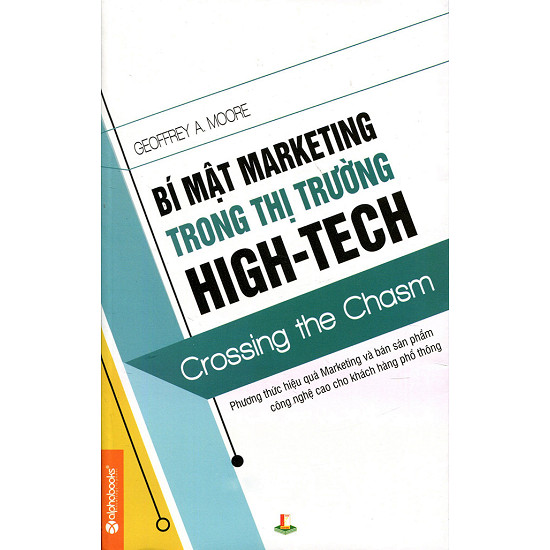 GEOFFREY A. MOORE
BÍ MẬT MARKETING
TRONG THỊ TRƯỜNG
HIGH-TECH
Crossing the Chasm
Phương thức hiệu quả Marketing và bán sản phẩm
công nghệ cao cho khách hàng phổ thông
alphabooks